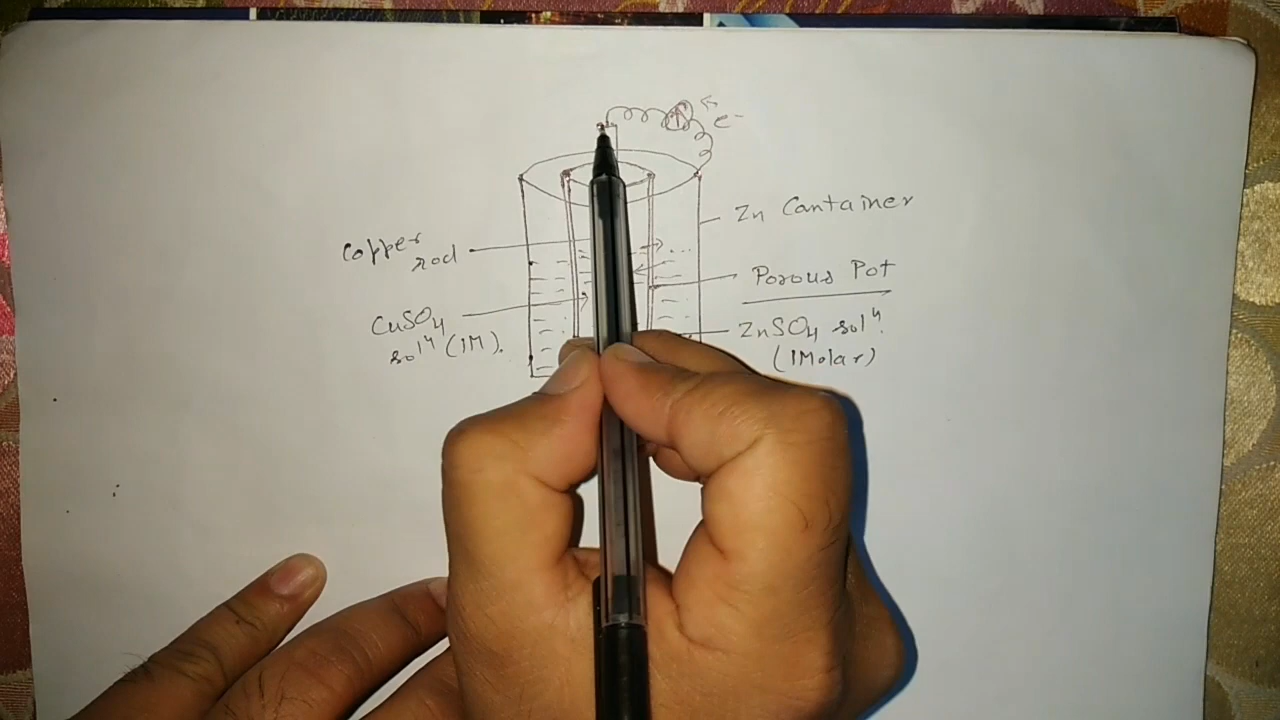 e-
Zn Container
Copper
rod
Porous Pot
CuSO4
solⁿ (1M).
ZnSO4 solⁿ.
(1Molar)